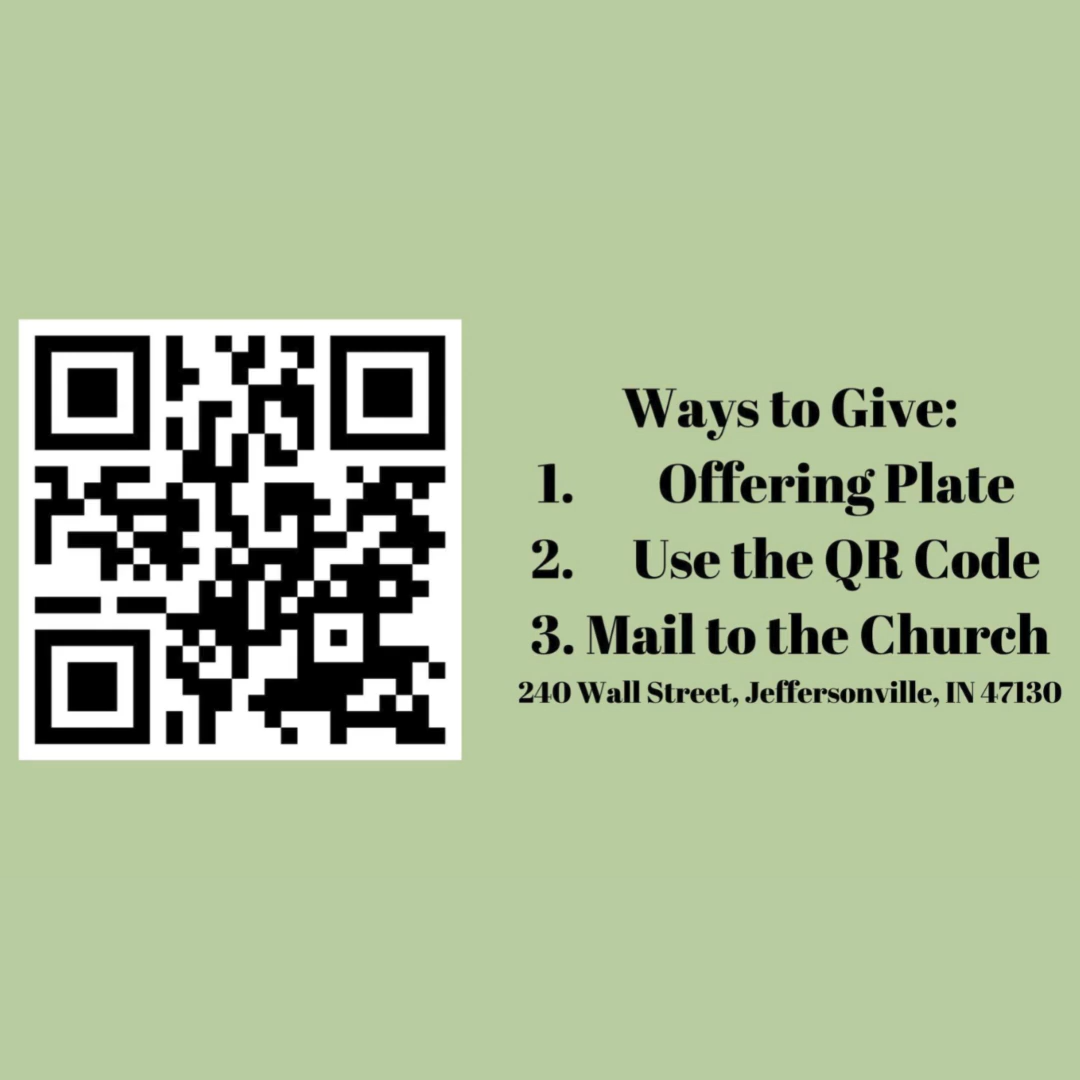 Ways to Give:
1. Offering Plate
2. Use the QR Code
3. Mail to the Church
240 Wall Street, Jeffersonville, IN 47130